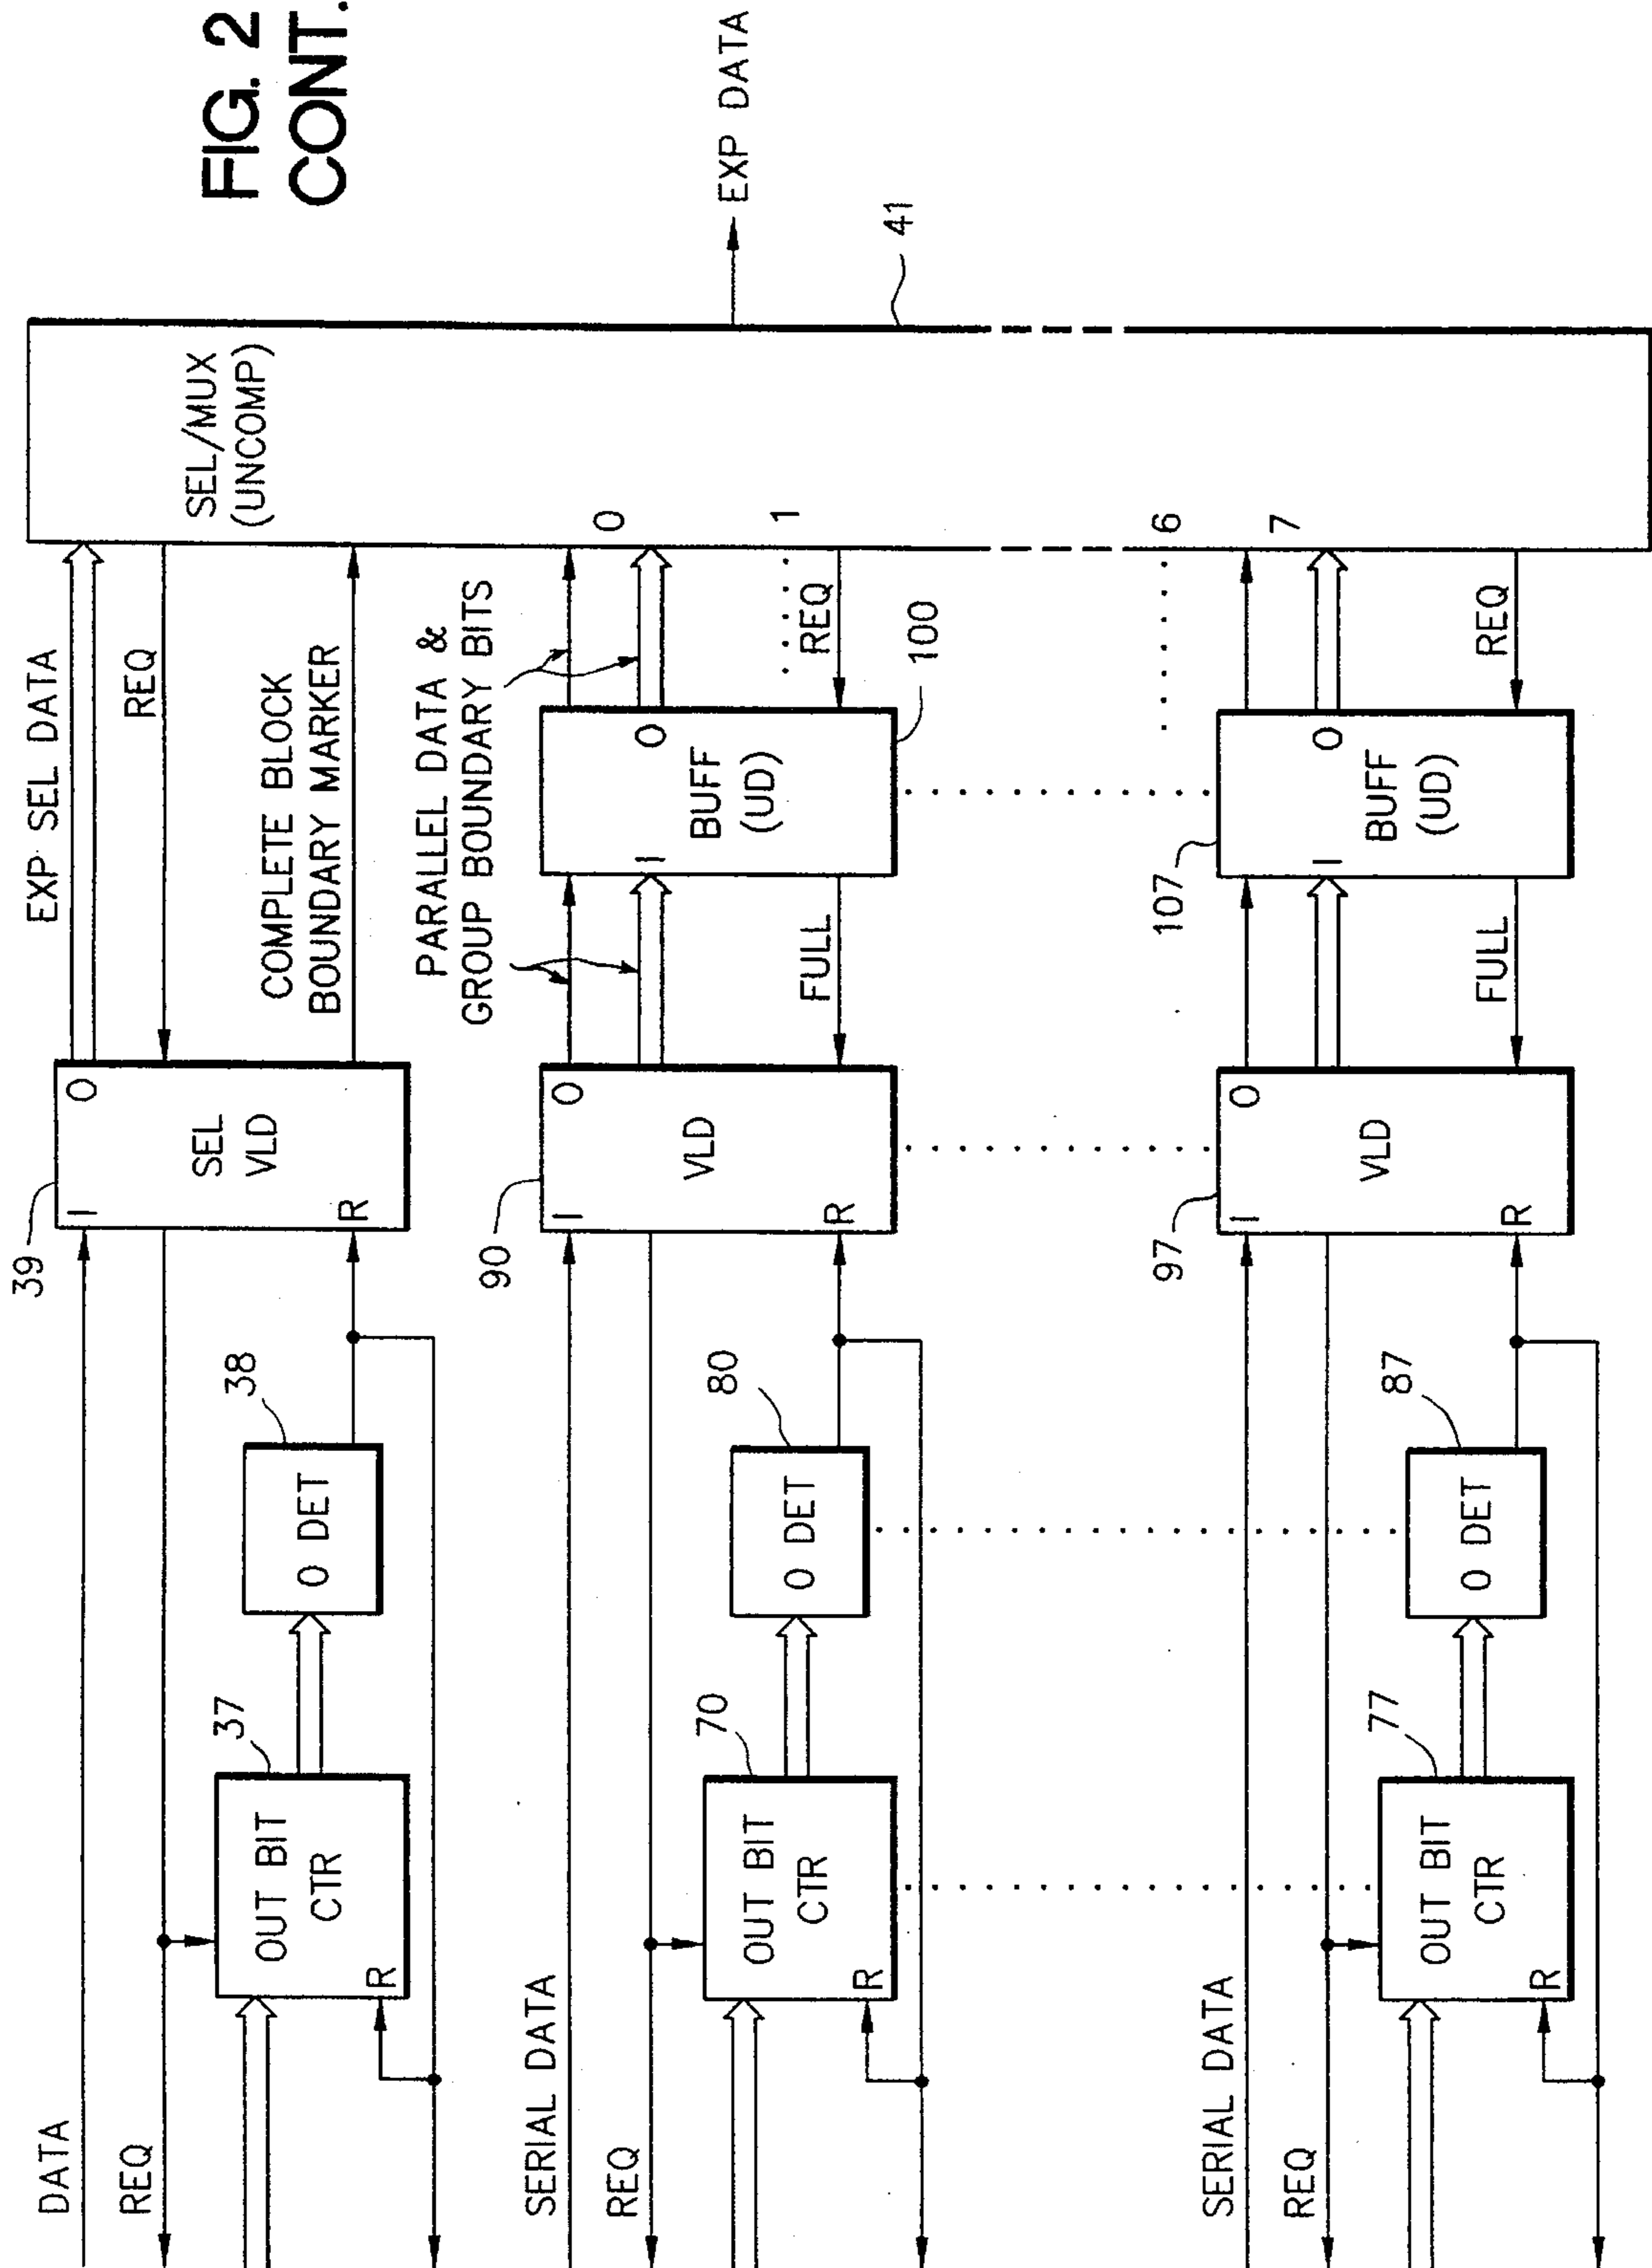 FIG. 2
CONT.
EXP DATA
41
SEL/MUX
(UNCOMP)
0
1
6
7
EXP SEL DATA
REQ
COMPLETE BLOCK
BOUNDARY MARKER
PARALLEL DATA &
GROUP BOUNDARY BITS
REQ
100
O
BUFF
(UD)
I
FULL
REQ
107
O
BUFF
(UD)
I
FULL
39
O
SEL
VLD
I
R
90
O
VLD
I
R
97
O
VLD
I
R
38
0 DET
80
0 DET
87
0 DET
37
OUT BIT
CTR
R
70
OUT BIT
CTR
R
77
OUT BIT
CTR
R
DATA
REQ
SERIAL DATA
REQ
SERIAL DATA
REQ